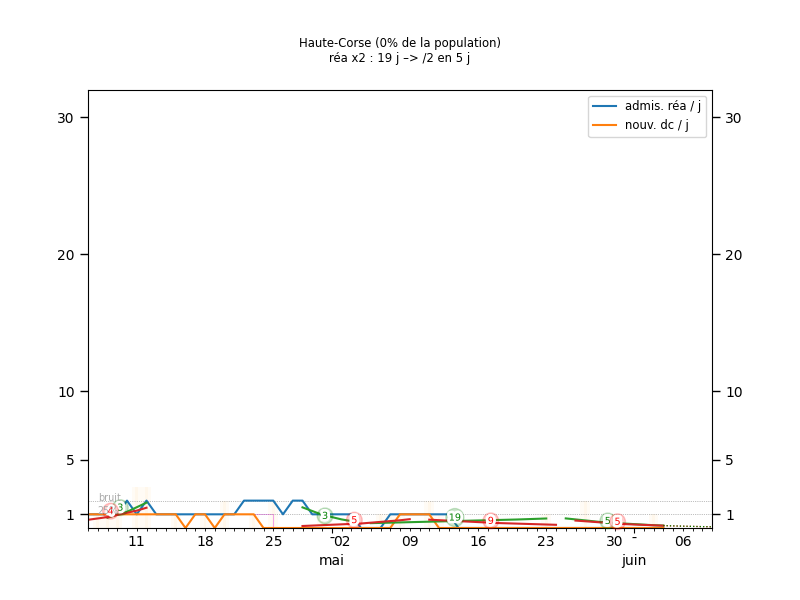 Haute-Corse (0% de la population)
réa x2 : 19 j –> /2 en 5 j
admis. réa / j
nouv. dc / j
30 30
20 20
10 10
5 5
bruit
4 3 3 5 19 9 5 5
1 1
11 18 25 02 09 16 23 30 06
mai juin